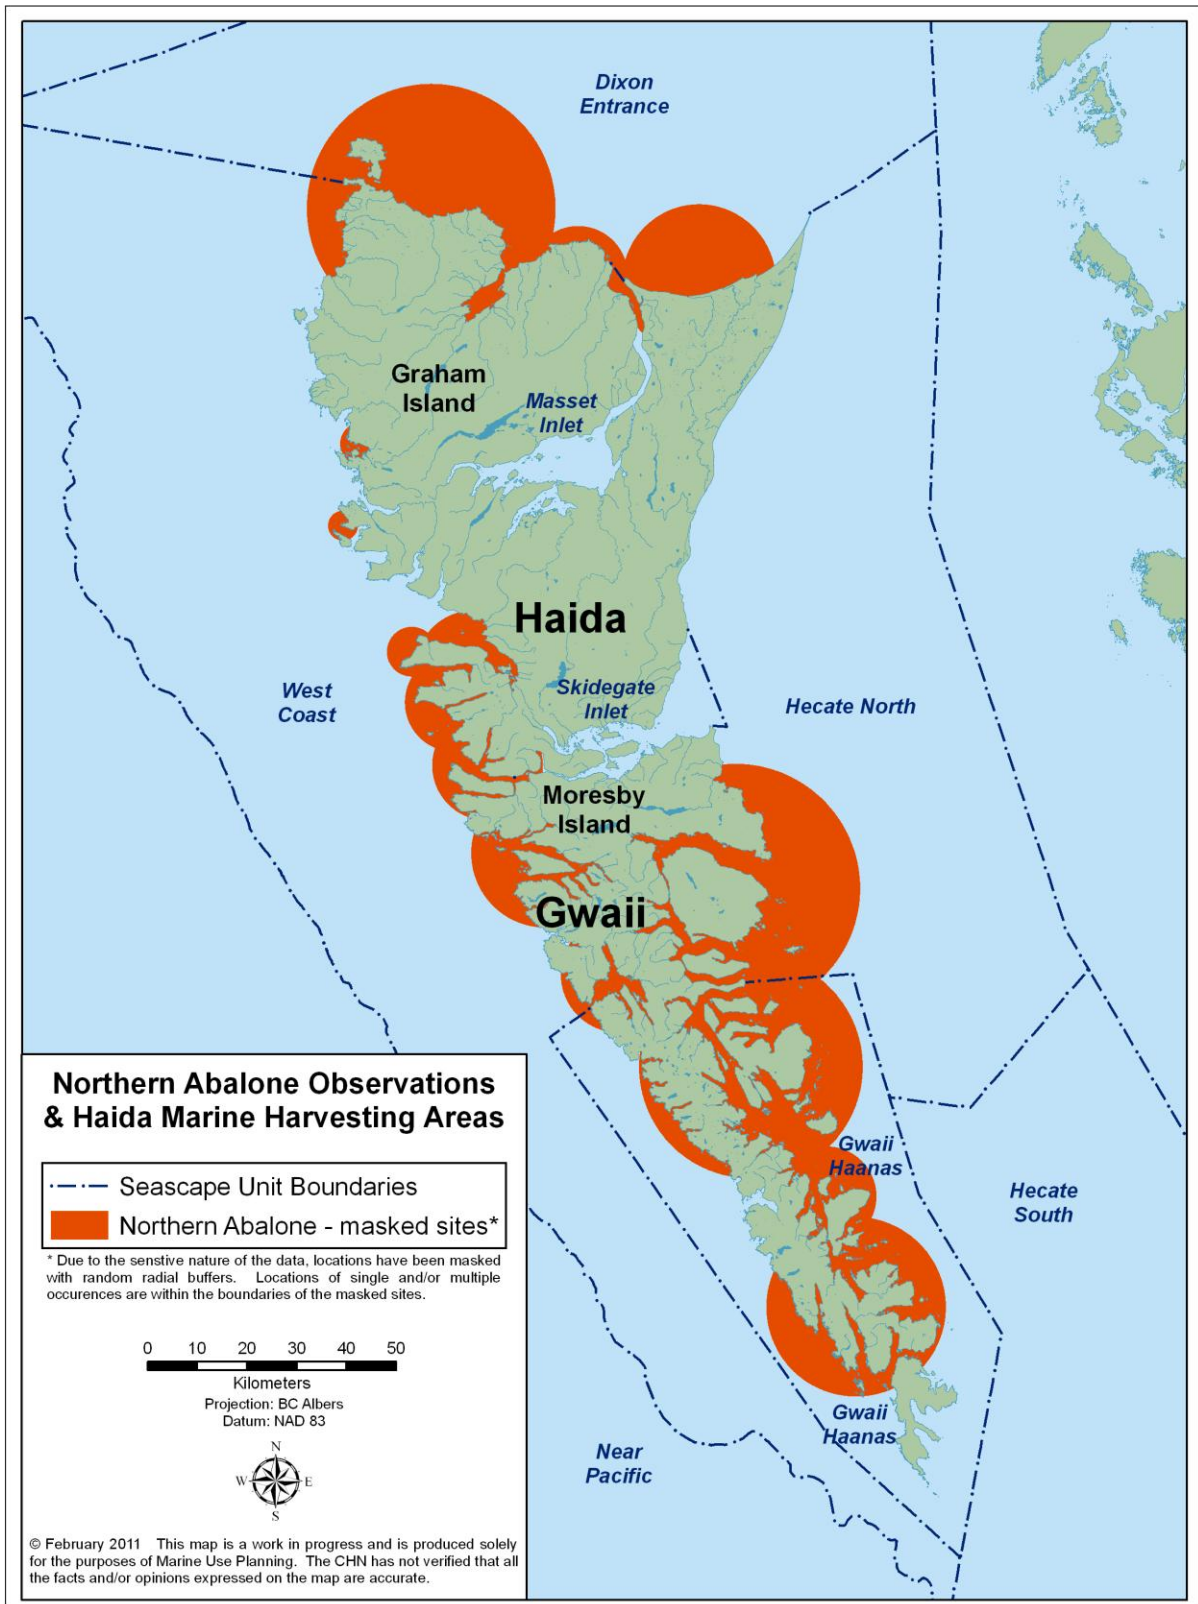 Dixon
Entrance
Graham
Island
Masset
Inlet
Haida
West
Coast
Skidegate
Inlet
Hecate North
Moresby
Island
Gwaii
Northern Abalone Observations
& Haida Marine Harvesting Areas
Seascape Unit Boundaries
Northern Abalone - masked sites*
* Due to the senstive nature of the data, locations have been masked
with random radial buffers. Locations of single and/or multiple
occurences are within the boundaries of the masked sites.
Gwaii
Haanas
Hecate
South
0 10 20 30 40 50
Kilometers
Projection: BC Albers
Datum: NAD 83
N
W E
S
Gwaii
Haanas
Near
Pacific
© February 2011 This map is a work in progress and is produced solely
for the purposes of Marine Use Planning. The CHN has not verified that all
the facts and/or opinions expressed on the map are accurate.